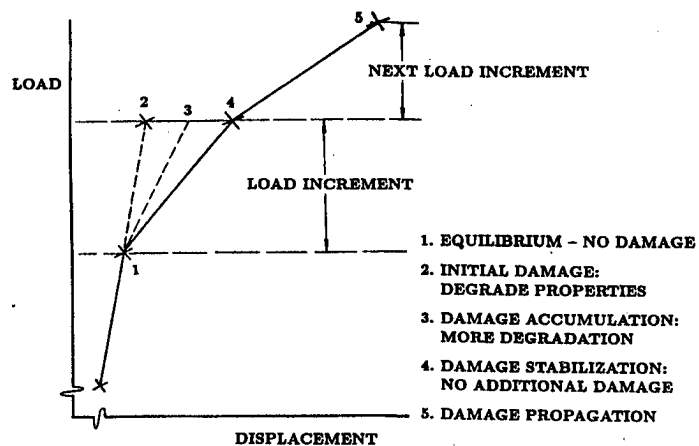 5
NEXT LOAD INCREMENT
LOAD
2
3
4
LOAD INCREMENT
1
1. EQUILIBRIUM – NO DAMAGE
2. INITIAL DAMAGE:
DEGRADE PROPERTIES
3. DAMAGE ACCUMULATION:
MORE DEGRADATION
4. DAMAGE STABILIZATION:
NO ADDITIONAL DAMAGE
5. DAMAGE PROPAGATION
DISPLACEMENT